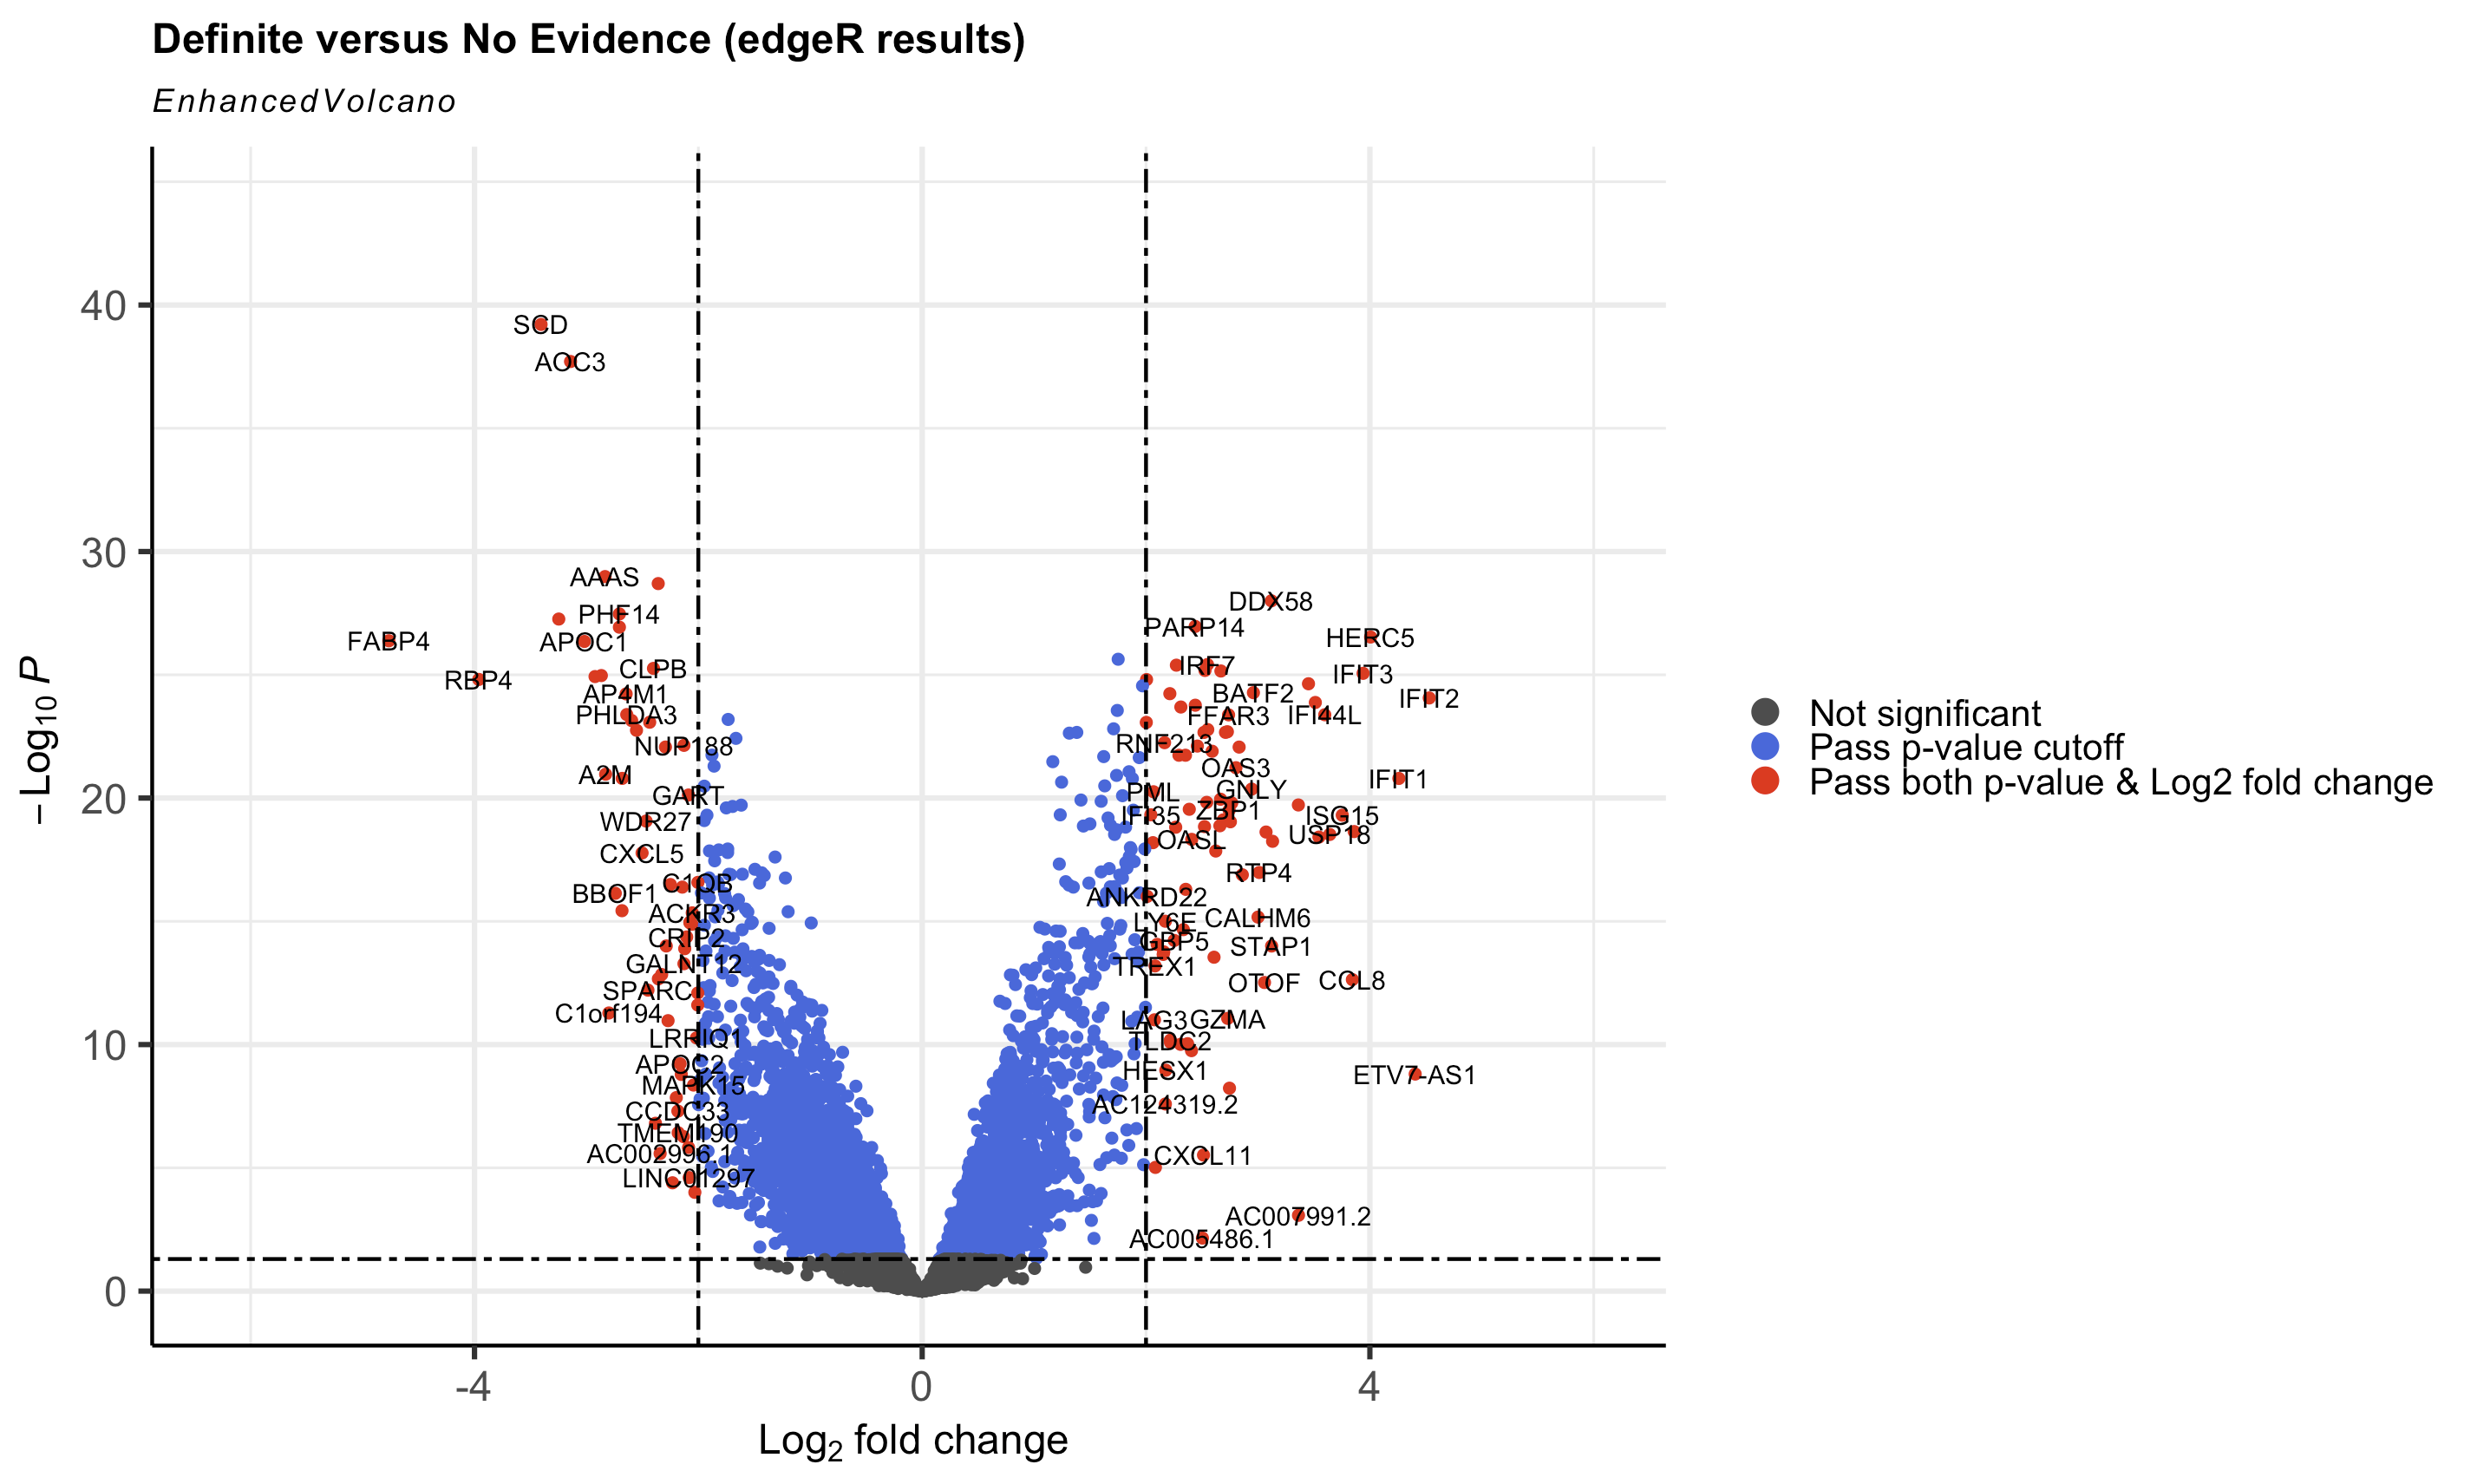 Definite versus No Evidence (edgeR results)
EnhancedVolcano
− Log10 P
40
30
20
10
0
SCD
AOC3
AAAS
DDX58
PHF14
PARP14
FABP4
APOC1
HERC5
RBP4
CLPB
IRF7
IFIT3
AP4M1
BATF2
IFIT2
PHLDA3
FFAR3
IFI44L
NUP188
RNF213
A2M
OAS3
IFIT1
GART
PML
GNLY
WDR27
IFI35
ZBP1
ISG15
CXCL5
OASL
USP18
BBOF1
C1QB
RTP4
ANKRD22
ACKR3
LY6E
CALHM6
CRIP2
GBP5
STAP1
GALNT12
TREX1
SPARC
OTOF
CCL8
C1orf194
LAG3
GZMA
LRRIQ1
TLDC2
APOC2
HESX1
MAPK15
ETV7-AS1
CCDC33
AC124319.2
TMEM190
AC002996.1
CXCL11
LINC01297
AC007991.2
AC005486.1
-4
0
4
Log2 fold change
Not significant
Pass p-value cutoff
Pass both p-value & Log2 fold change